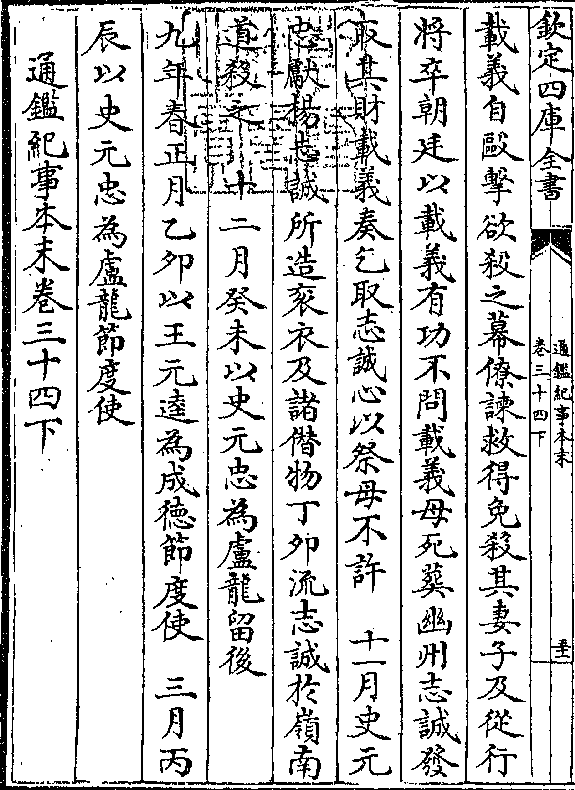 欽定四庫全書
通鑑紀事本末
卷三十四下
載義自毆擊欲殺之幕僚諫救得免殺其妻子及從行
將卒朝廷以載義有功不問載義母死葬幽州志誠發
取其財載義奏乞取志誠心以祭母不許　十一月史元
忠獻楊志誠所造衮衣及諸僭物丁卯流志誠於嶺南
道殺之　十二月癸未以史元忠為盧龍留後
九年春正月乙卯以王元逵為成德節度使　三月丙
辰以史元忠為盧龍節度使
通鑑紀事本末卷三十四下